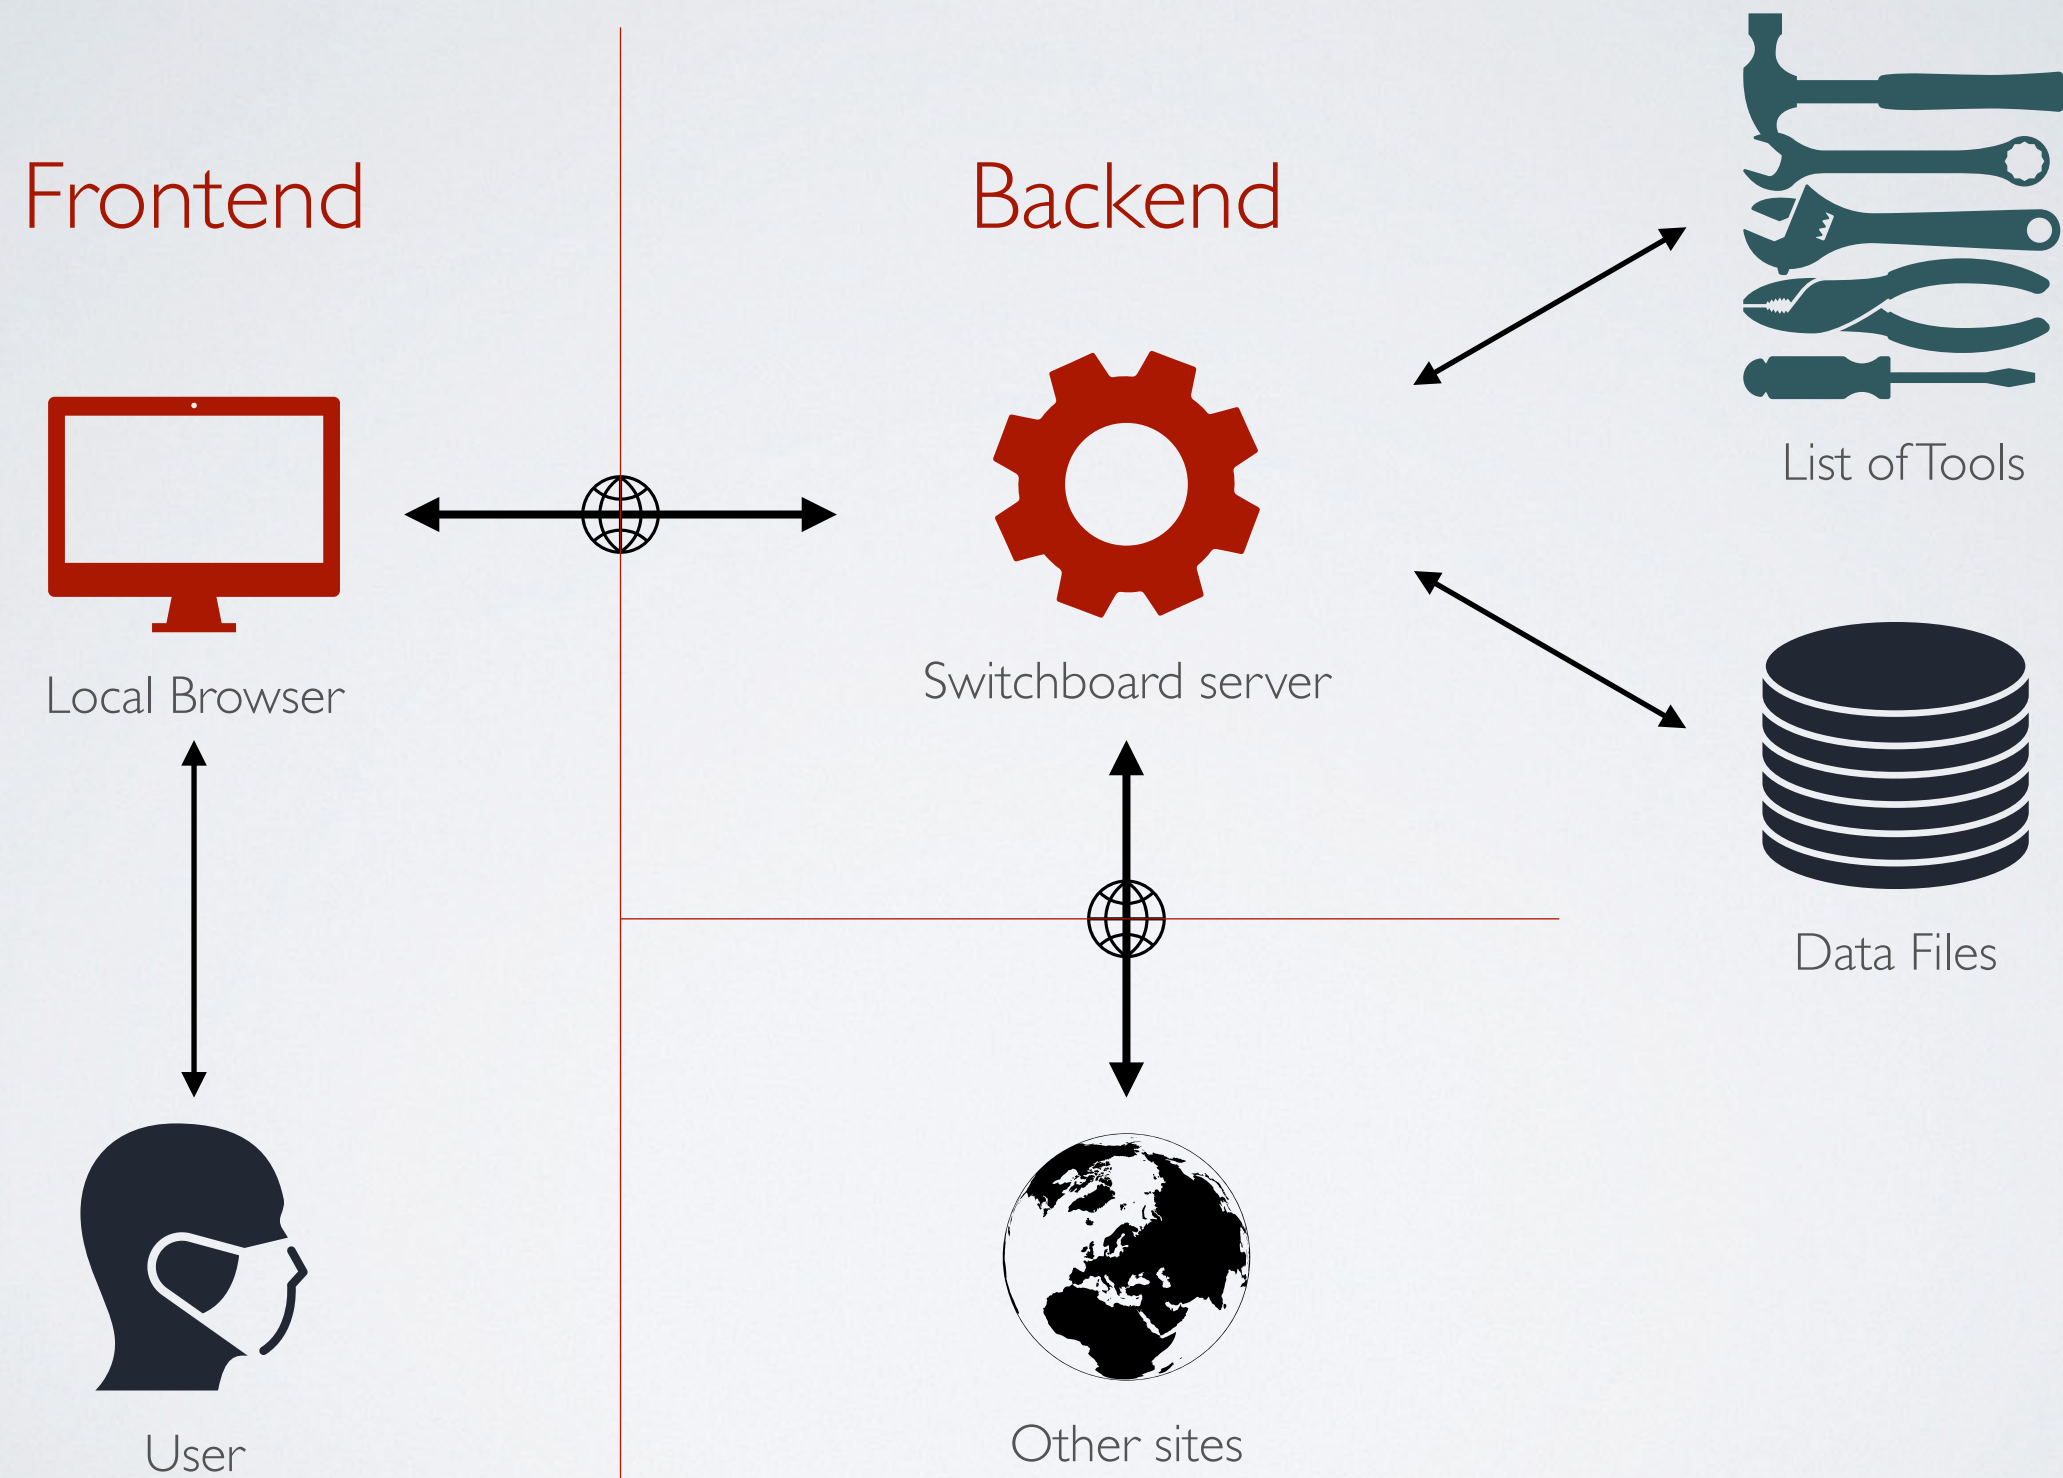 Frontend
Backend
List of Tools
Local Browser
Switchboard server
Data Files
User
Other sites